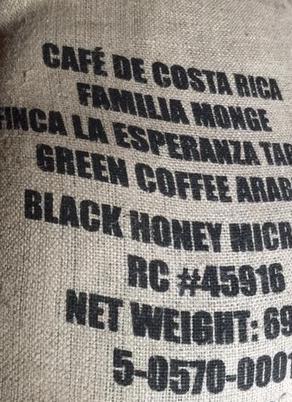 CAFÉ DE COSTA RICA
FAMILIA MONGE
FINCA LA ESPERANZA TAR
GREEN COFFEE ARAB
BLACK HONEY MICR
RC #45916
NET WEIGHT: 69
5-0570-0001